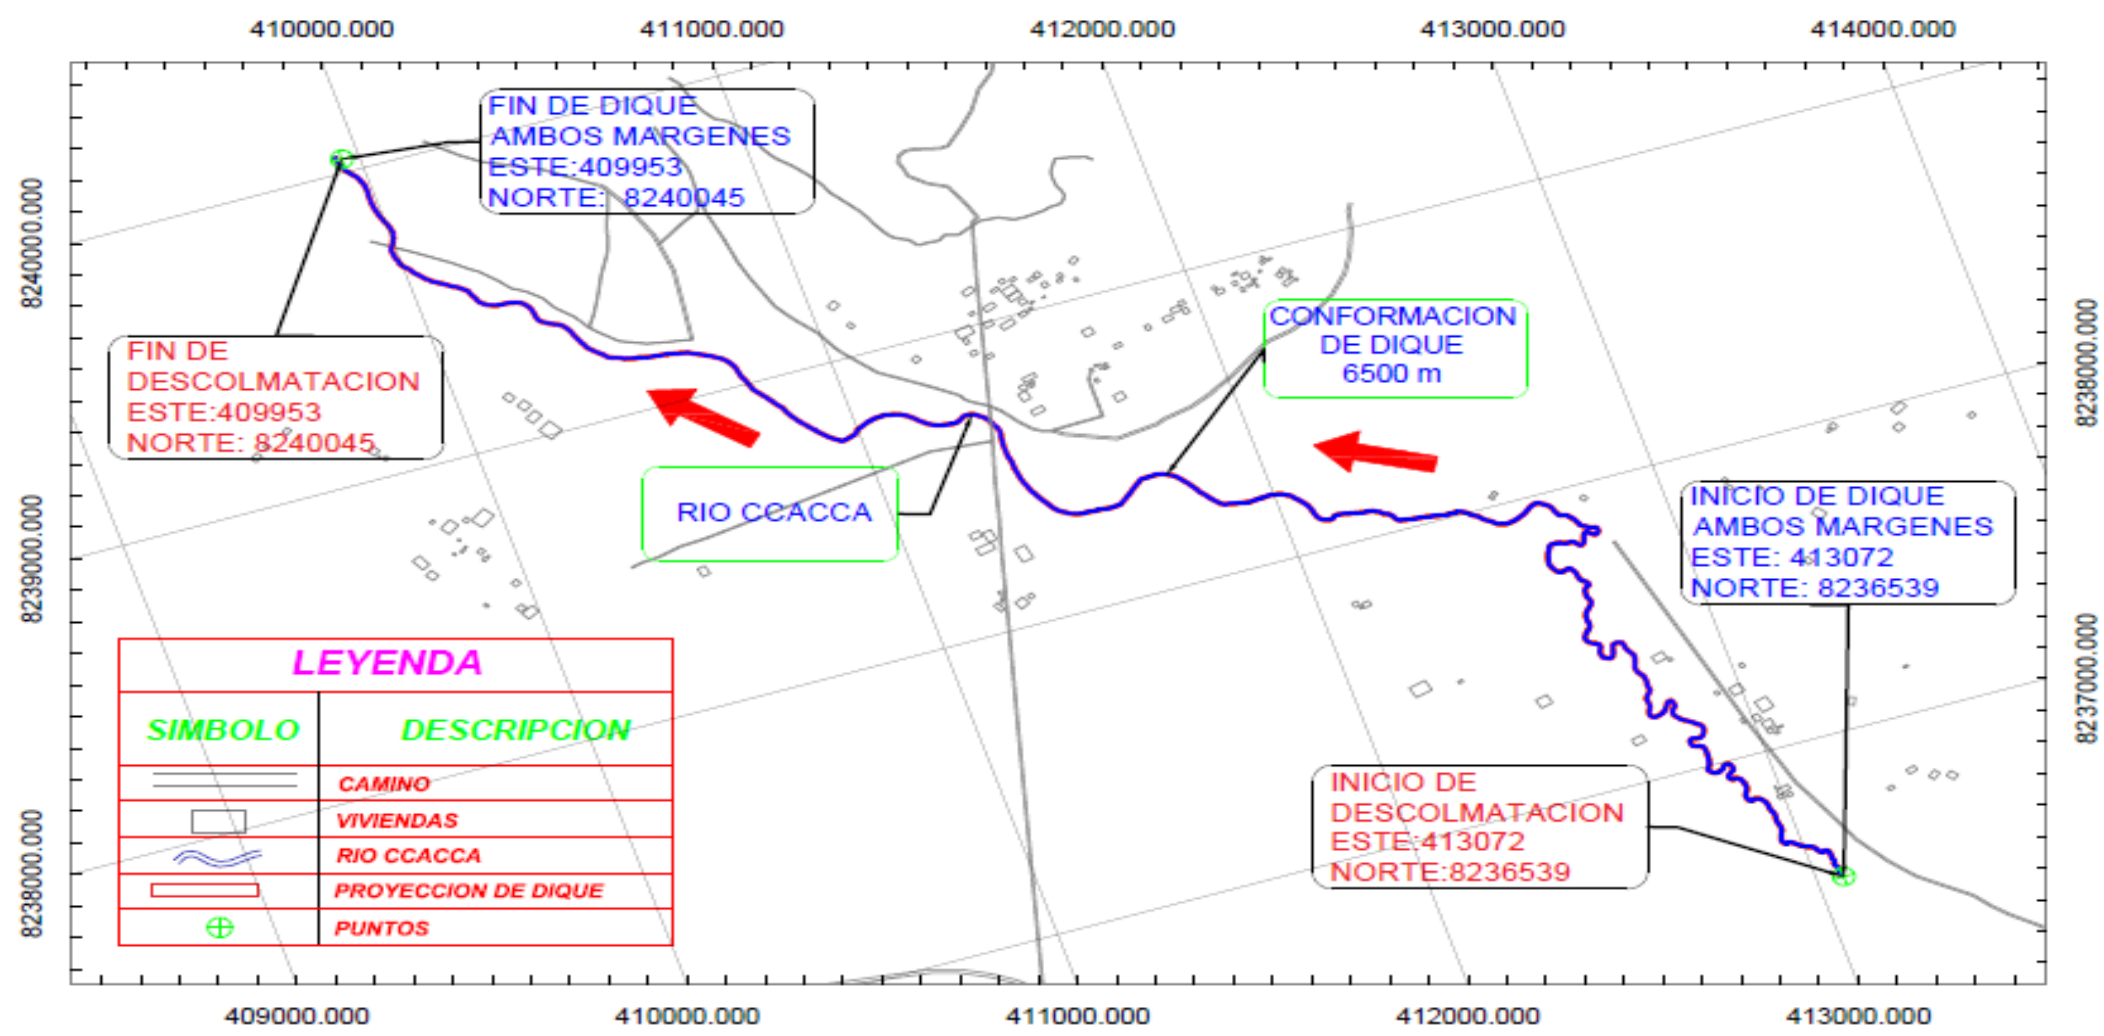 410000.000
411000.000
412000.000
413000.000
414000.000
FIN DE DIQUE
AMBOS MARGENES
ESTE:409953
NORTE: 8240045
8240000.000
8238000.000
CONFORMACION
DE DIQUE
6500 m
FIN DE
DESCOLMATACION
ESTE:409953
NORTE: 8240045
RIO CCACCA
INICIO DE DIQUE
AMBOS MARGENES
ESTE: 413072
NORTE: 8236539
8239000.000
8237000.000
LEYENDA
SIMBOLO
DESCRIPCION
CAMINO
VIVIENDAS
RIO CCACCA
PROYECCION DE DIQUE
PUNTOS
INICIO DE
DESCOLMATACION
ESTE:413072
NORTE:8236539
8238000.000
409000.000
410000.000
411000.000
412000.000
413000.000